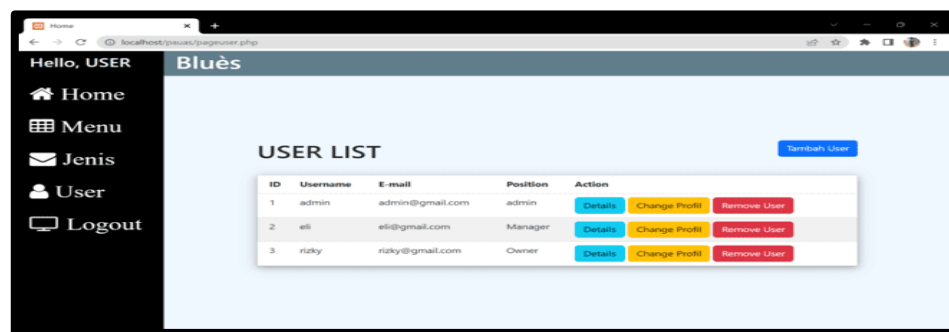 Home
localhost/pauas/pageuser.php
Hello, USER
Bluès
Home
Menu
Jenis
User
Logout
USER LIST
Tambah User
ID Username E-mail Position Action
1 admin admin@gmail.com admin Details Change Profil Remove User
2 eli eli@gmail.com Manager Details Change Profil Remove User
3 rizky rizky@gmail.com Owner Details Change Profil Remove User